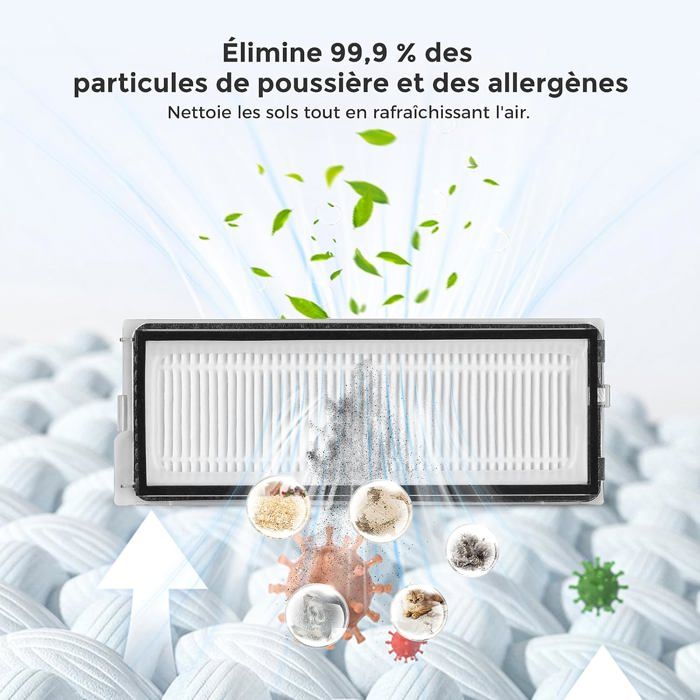 Élimine 99,9 % des
particules de poussière et des allergènes
Nettoie les sols tout en rafraîchissant l'air.